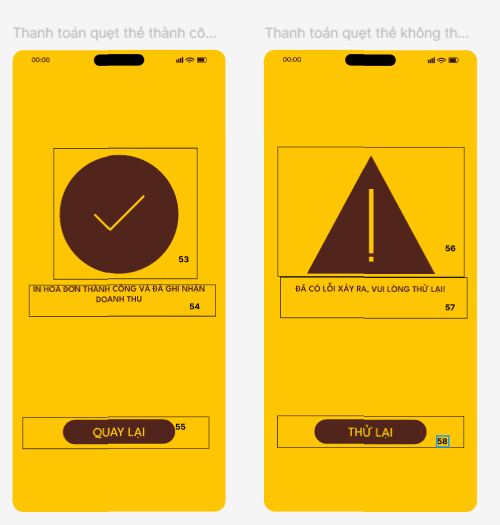 Thanh toán quẹt thẻ thành cô...
00:00
53
IN HOÁ ĐƠN THÀNH CÔNG VÀ ĐÃ GHI NHẬN
DOANH THU
54
55
QUAY LẠI
Thanh toán quẹt thẻ không th...
00:00
56
ĐÃ CÓ LỖI XẢY RA, VUI LÒNG THỬ LẠI!
57
THỬ LẠI
58